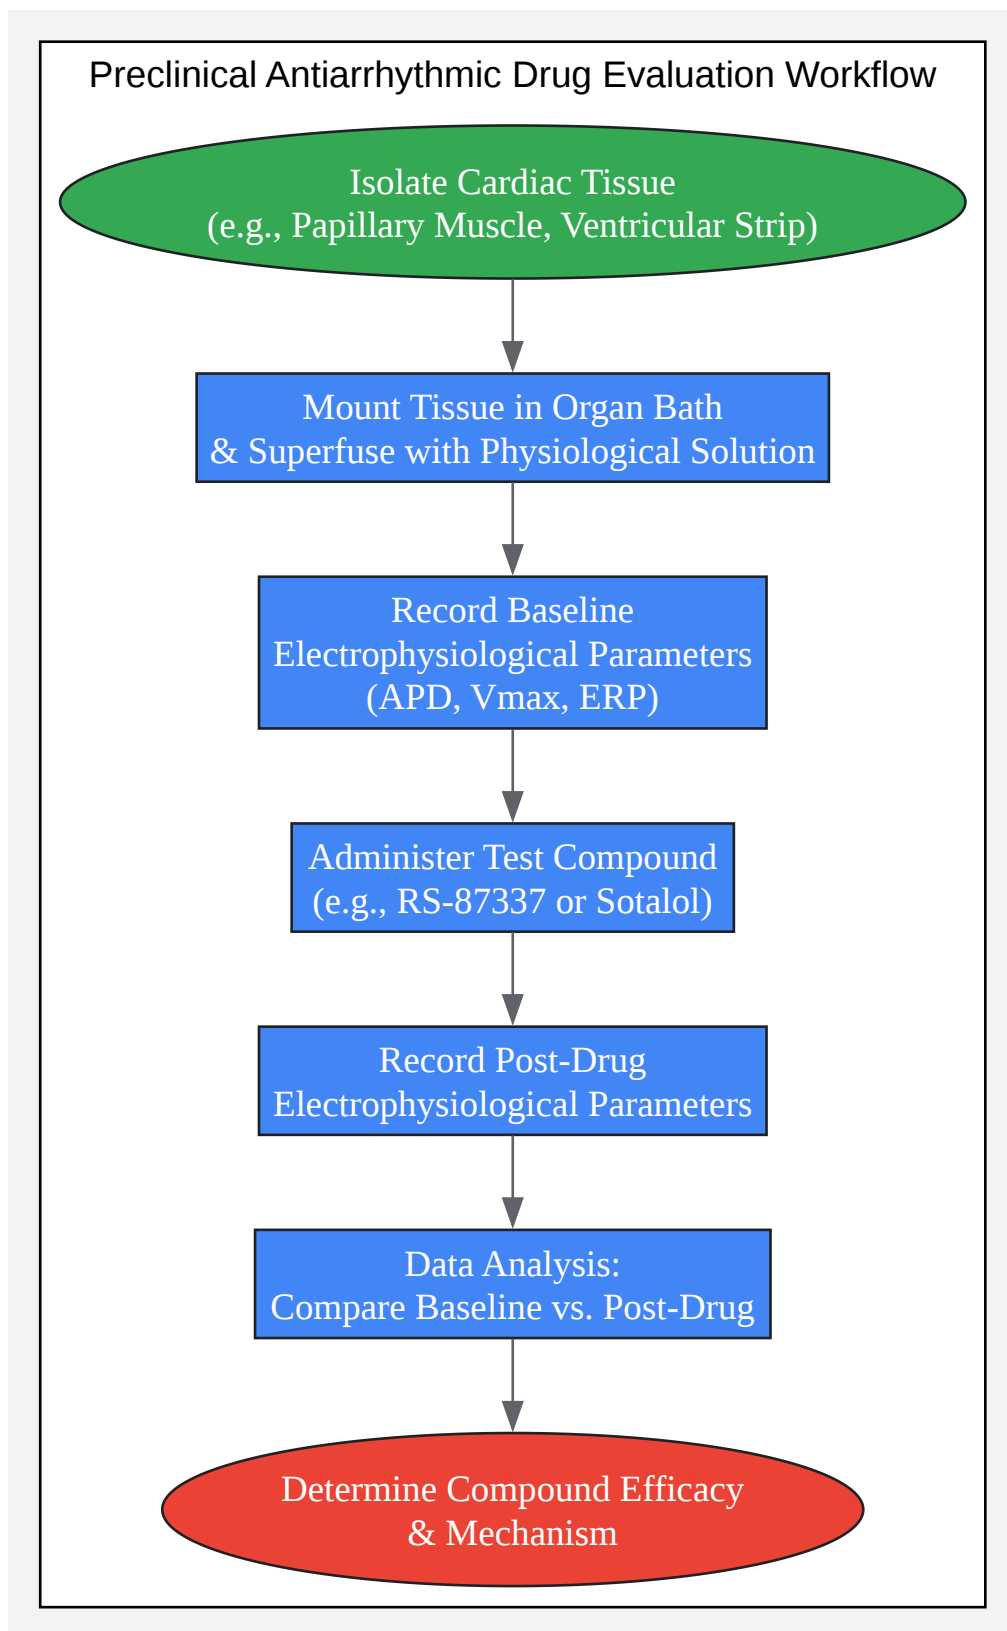 Preclinical Antiarrhythmic Drug Evaluation Workflow
Isolate Cardiac Tissue
(e.g., Papillary Muscle, Ventricular Strip)
Mount Tissue in Organ Bath
& Superfuse with Physiological Solution
Record Baseline
Electrophysiological Parameters
(APD, Vmax, ERP)
Administer Test Compound
(e.g., RS-87337 or Sotalol)
Record Post-Drug
Electrophysiological Parameters
Data Analysis:
Compare Baseline vs. Post-Drug
Determine Compound Efficacy
& Mechanism